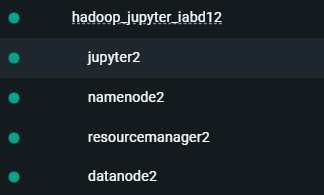 hadoop_jupyter_iabd12
jupyter2
namenode2
resourcemanager2
datanode2